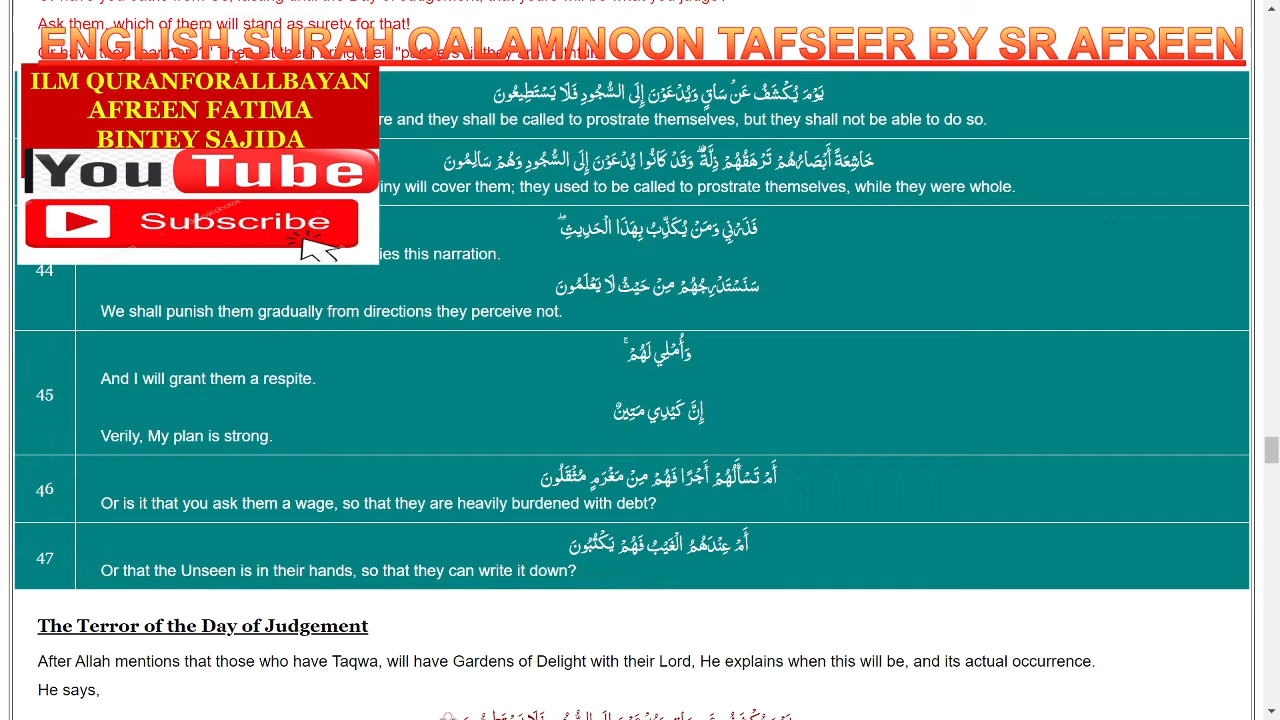 Ask them, which of them will stand as surety for that!
ENGLISH SURAH QALAM/NOON TAFSEER BY SR AFREEN
ILM QURANFORALLBAYAN
AFREEN FATIMA
BINTEY SAJIDA
You Tube
Subscribe
يَوْمَ يُكْشَفُ عَنْ سَاقٍ وَيُدْعَوْنَ إِلَى السُّجُودِ فَلَا يَسْتَطِيعُونَ
and they shall be called to prostrate themselves, but they shall not be able to do so.
خَاشِعَةً أَبْصَارُهُمْ تَرْهَقُهُمْ ذِلَّةٌ ۖ وَقَدْ كَانُوا يُدْعَوْنَ إِلَى السُّجُودِ وَهُمْ سَالِمُونَ
will cover them; they used to be called to prostrate themselves, while they were whole.
44
فَذَرْنِي وَمَنْ يُكَذِّبُ بِهَذَا الْحَدِيثِ ۖ
this narration.
سَنَسْتَدْرِجُهُمْ مِنْ حَيْثُ لَا يَعْلَمُونَ
We shall punish them gradually from directions they perceive not.
45
وَأُمْلِي لَهُمْ ۚ
And I will grant them a respite.
إِنَّ كَيْدِي مَتِينٌ
Verily, My plan is strong.
46
أَمْ تَسْأَلُهُمْ أَجْرًا فَهُمْ مِنْ مَغْرَمٍ مُثْقَلُونَ
Or is it that you ask them a wage, so that they are heavily burdened with debt?
47
أَمْ عِنْدَهُمُ الْغَيْبُ فَهُمْ يَكْتُبُونَ
Or that the Unseen is in their hands, so that they can write it down?
The Terror of the Day of Judgement
After Allah mentions that those who have Taqwa, will have Gardens of Delight with their Lord, He explains when this will be, and its actual occurrence.
He says,